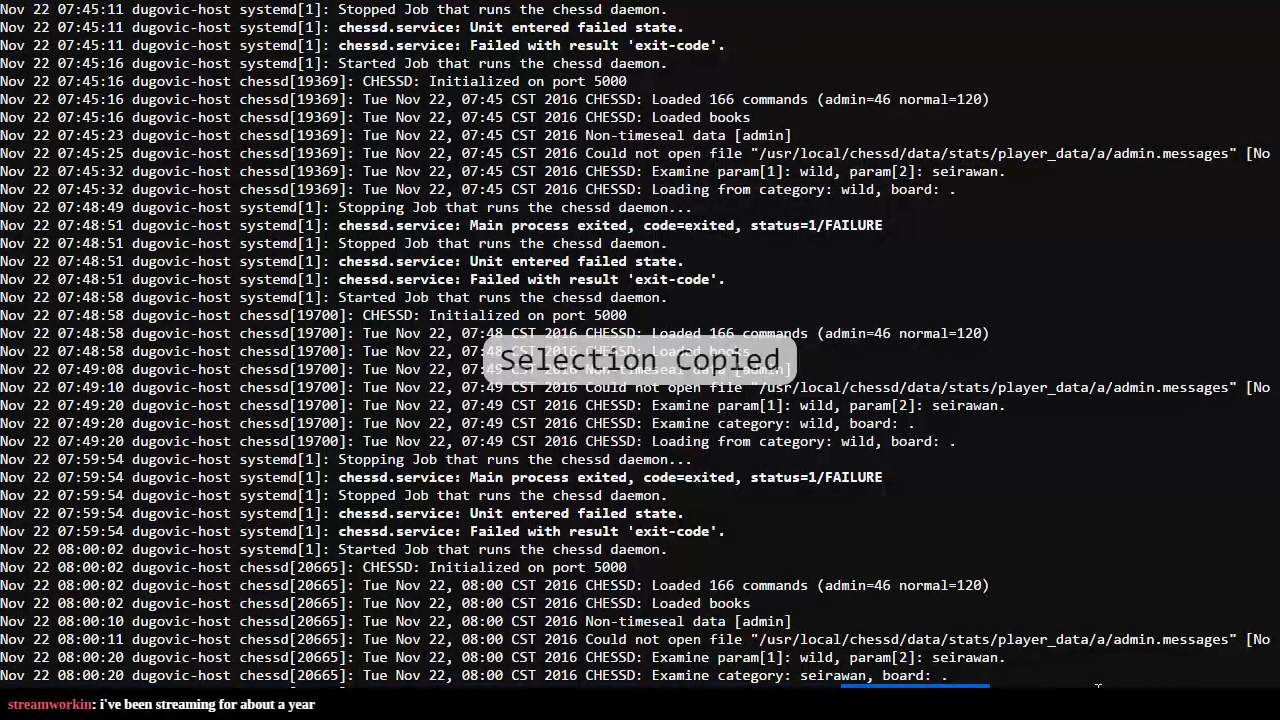 Nov 22 07:45:11 dugovic-host systemd[1]: Stopped Job that runs the chessd daemon.
Nov 22 07:45:11 dugovic-host systemd[1]: chessd.service: Unit entered failed state.
Nov 22 07:45:11 dugovic-host systemd[1]: chessd.service: Failed with result 'exit-code'.
Nov 22 07:45:16 dugovic-host systemd[1]: Started Job that runs the chessd daemon.
Nov 22 07:45:16 dugovic-host chessd[19369]: CHESSD: Initialized on port 5000
Nov 22 07:45:16 dugovic-host chessd[19369]: Tue Nov 22, 07:45 CST 2016 CHESSD: Loaded 166 commands (admin=46 normal=120)
Nov 22 07:45:16 dugovic-host chessd[19369]: Tue Nov 22, 07:45 CST 2016 CHESSD: Loaded books
Nov 22 07:45:23 dugovic-host chessd[19369]: Tue Nov 22, 07:45 CST 2016 Non-timeseal data [admin]
Nov 22 07:45:25 dugovic-host chessd[19369]: Tue Nov 22, 07:45 CST 2016 Could not open file "/usr/local/chessd/data/stats/player_data/a/admin.messages" [No
Nov 22 07:45:32 dugovic-host chessd[19369]: Tue Nov 22, 07:45 CST 2016 CHESSD: Examine param[1]: wild, param[2]: seirawan.
Nov 22 07:45:32 dugovic-host chessd[19369]: Tue Nov 22, 07:45 CST 2016 CHESSD: Loading from category: wild, board: .
Nov 22 07:48:49 dugovic-host systemd[1]: Stopping Job that runs the chessd daemon...
Nov 22 07:48:51 dugovic-host systemd[1]: chessd.service: Main process exited, code=exited, status=1/FAILURE
Nov 22 07:48:51 dugovic-host systemd[1]: Stopped Job that runs the chessd daemon.
Nov 22 07:48:51 dugovic-host systemd[1]: chessd.service: Unit entered failed state.
Nov 22 07:48:51 dugovic-host systemd[1]: chessd.service: Failed with result 'exit-code'.
Nov 22 07:48:58 dugovic-host systemd[1]: Started Job that runs the chessd daemon.
Nov 22 07:48:58 dugovic-host chessd[19700]: CHESSD: Initialized on port 5000
Nov 22 07:48:58 dugovic-host chessd[19700]: Tue Nov 22, 07:48 CST 2016 CHESSD: Loaded 166 commands (admin=46 normal=120)
Nov 22 07:48:58 dugovic-host chessd[19700]: Tue Nov 22, 07:48 CST 2016 CHESSD: Loaded books
Selection Copied
Nov 22 07:49:08 dugovic-host chessd[19700]: Tue Nov 22, 07:49 CST 2016 Non-timeseal data [admin]
Nov 22 07:49:10 dugovic-host chessd[19700]: Tue Nov 22, 07:49 CST 2016 Could not open file "/usr/local/chessd/data/stats/player_data/a/admin.messages" [No
Nov 22 07:49:20 dugovic-host chessd[19700]: Tue Nov 22, 07:49 CST 2016 CHESSD: Examine param[1]: wild, param[2]: seirawan.
Nov 22 07:49:20 dugovic-host chessd[19700]: Tue Nov 22, 07:49 CST 2016 CHESSD: Examine category: wild, board: .
Nov 22 07:49:20 dugovic-host chessd[19700]: Tue Nov 22, 07:49 CST 2016 CHESSD: Loading from category: wild, board: .
Nov 22 07:59:54 dugovic-host systemd[1]: Stopping Job that runs the chessd daemon...
Nov 22 07:59:54 dugovic-host systemd[1]: chessd.service: Main process exited, code=exited, status=1/FAILURE
Nov 22 07:59:54 dugovic-host systemd[1]: Stopped Job that runs the chessd daemon.
Nov 22 07:59:54 dugovic-host systemd[1]: chessd.service: Unit entered failed state.
Nov 22 07:59:54 dugovic-host systemd[1]: chessd.service: Failed with result 'exit-code'.
Nov 22 08:00:02 dugovic-host systemd[1]: Started Job that runs the chessd daemon.
Nov 22 08:00:02 dugovic-host chessd[20665]: CHESSD: Initialized on port 5000
Nov 22 08:00:02 dugovic-host chessd[20665]: Tue Nov 22, 08:00 CST 2016 CHESSD: Loaded 166 commands (admin=46 normal=120)
Nov 22 08:00:02 dugovic-host chessd[20665]: Tue Nov 22, 08:00 CST 2016 CHESSD: Loaded books
Nov 22 08:00:10 dugovic-host chessd[20665]: Tue Nov 22, 08:00 CST 2016 Non-timeseal data [admin]
Nov 22 08:00:11 dugovic-host chessd[20665]: Tue Nov 22, 08:00 CST 2016 Could not open file "/usr/local/chessd/data/stats/player_data/a/admin.messages" [No
Nov 22 08:00:20 dugovic-host chessd[20665]: Tue Nov 22, 08:00 CST 2016 CHESSD: Examine param[1]: wild, param[2]: seirawan.
Nov 22 08:00:20 dugovic-host chessd[20665]: Tue Nov 22, 08:00 CST 2016 CHESSD: Examine category: seirawan, board: .
streamworkin: i've been streaming for about a year